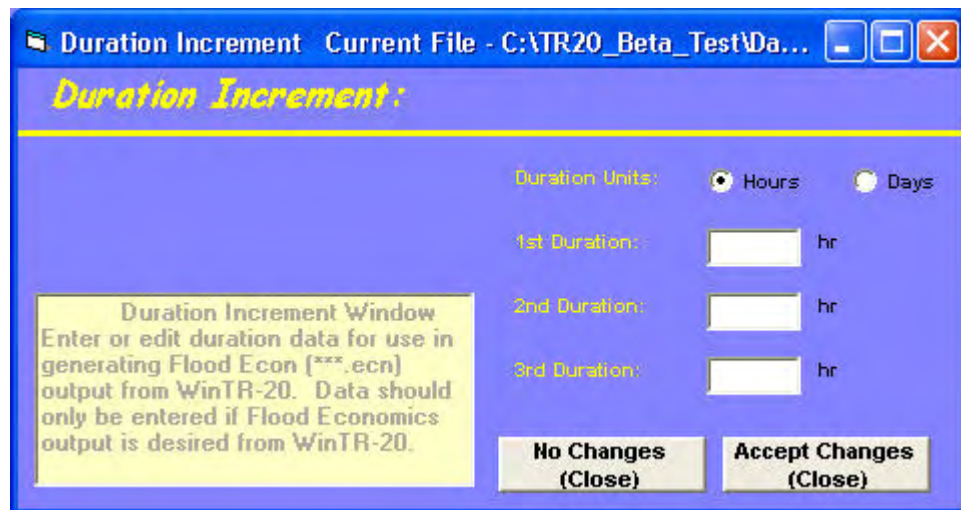 Duration Increment Current File - C:\TR20_Beta_Test\Da...
Duration Increment:
Duration Units: Hours Days
1st Duration: hr
2nd Duration: hr
3rd Duration: hr
Duration Increment Window
Enter or edit duration data for use in
generating Flood Econ (***.ecn)
output from WinTR-20. Data should
only be entered if Flood Economics
output is desired from WinTR-20.
No Changes
(Close)
Accept Changes
(Close)